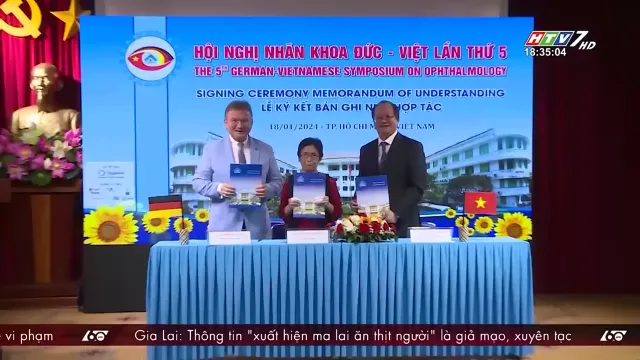 HTV7 HD
18:35:04
HỘI NGHỊ NHÃN KHOA ĐỨC - VIỆT LẦN THỨ 5
THE 5TH GERMAN-VIETNAMESE SYMPOSIUM ON OPHTHALMOLOGY
SIGNING CEREMONY MEMORANDUM OF UNDERSTANDING
LỄ KÝ KẾT BẢN GHI NHỚ HỢP TÁC
18/01/2024 - TP. HỒ CHÍ VIỆT NAM
vi phạm
Gia Lai: Thông tin "xuất hiện ma lai ăn thịt người" là giả mạo, xuyên tạc